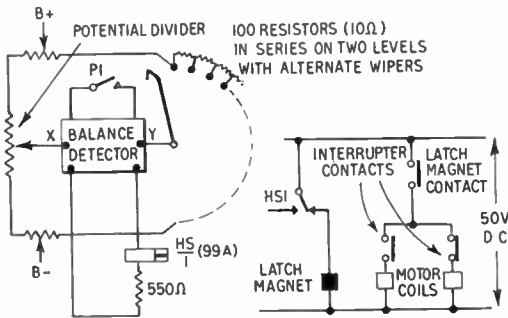 B+
POTENTIAL DIVIDER
100 RESISTORS (10Ω)
IN SERIES ON TWO LEVELS
WITH ALTERNATE WIPERS
P1
X
BALANCE
DETECTOR
Y
B-
HS/1 (99A)
550Ω
INTERRUPTER
CONTACTS
LATCH
MAGNET
CONTACT
HS1
50V
D C
LATCH
MAGNET
MOTOR
COILS